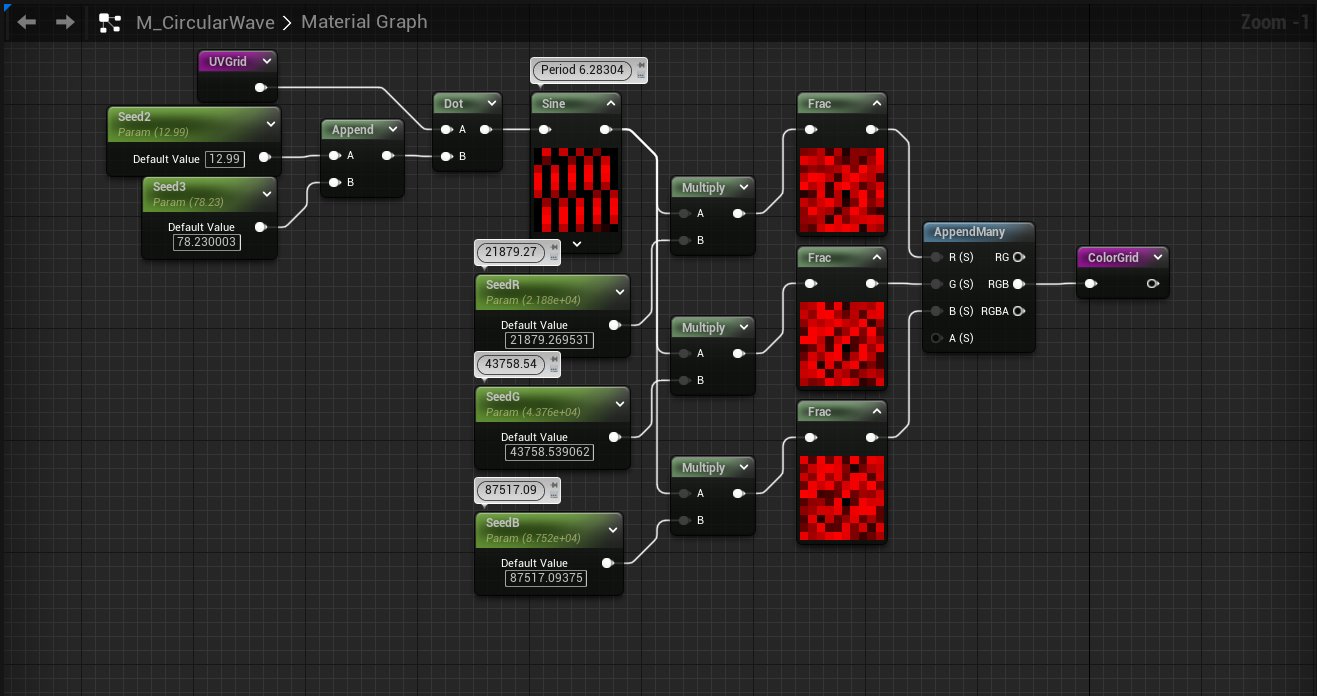 M_CircularWave > Material Graph
Zoom -1
UVGrid
Seed2
Param (12.99)
Default Value 12.99
Seed3
Param (78.23)
Default Value
78.230003
Append
A
B
Dot
A
B
Period 6.28304
Sine
21879.27
SeedR
Param (2.188e+04)
Default Value
21879.269531
43758.54
SeedG
Param (4.376e+04)
Default Value
43758.539062
87517.09
SeedB
Param (8.752e+04)
Default Value
87517.09375
Multiply
A
B
Multiply
A
B
Multiply
A
B
Frac
Frac
Frac
AppendMany
R (S) RG
G (S) RGB
B (S) RGBA
A (S)
ColorGrid